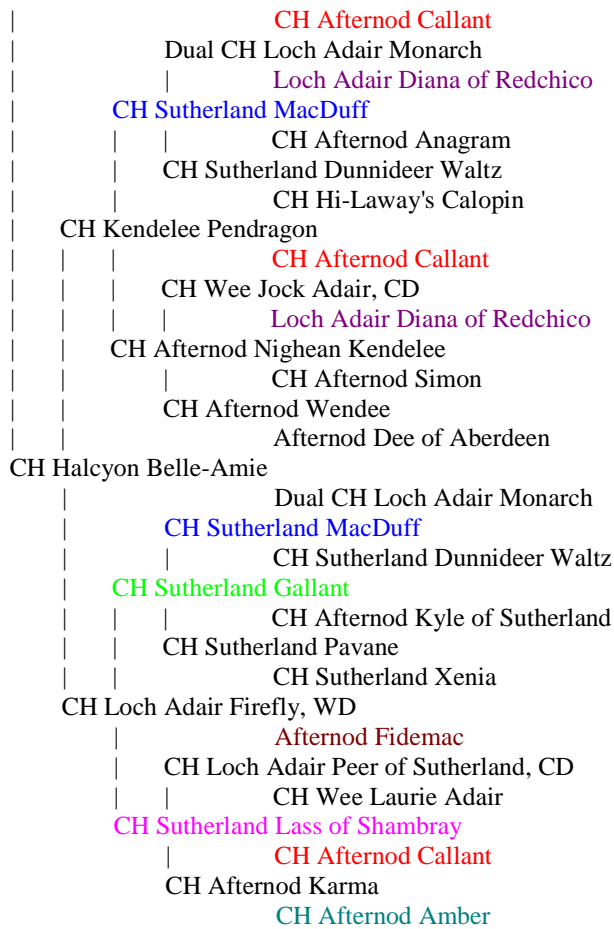 CH Afternod Callant
Dual CH Loch Adair Monarch
Loch Adair Diana of Redchico
CH Sutherland MacDuff
CH Afternod Anagram
CH Sutherland Dunnideer Waltz
CH Hi-Laway's Calopin
CH Kendelee Pendragon
CH Afternod Callant
CH Wee Jock Adair, CD
Loch Adair Diana of Redchico
CH Afternod Nighean Kendelee
CH Afternod Simon
CH Afternod Wendee
Afternod Dee of Aberdeen
CH Halcyon Belle-Amie
Dual CH Loch Adair Monarch
CH Sutherland MacDuff
CH Sutherland Dunnideer Waltz
CH Sutherland Gallant
CH Afternod Kyle of Sutherland
CH Sutherland Pavane
CH Sutherland Xenia
CH Loch Adair Firefly, WD
Afternod Fidemac
CH Loch Adair Peer of Sutherland, CD
CH Wee Laurie Adair
CH Sutherland Lass of Shambray
CH Afternod Callant
CH Afternod Karma
CH Afternod Amber